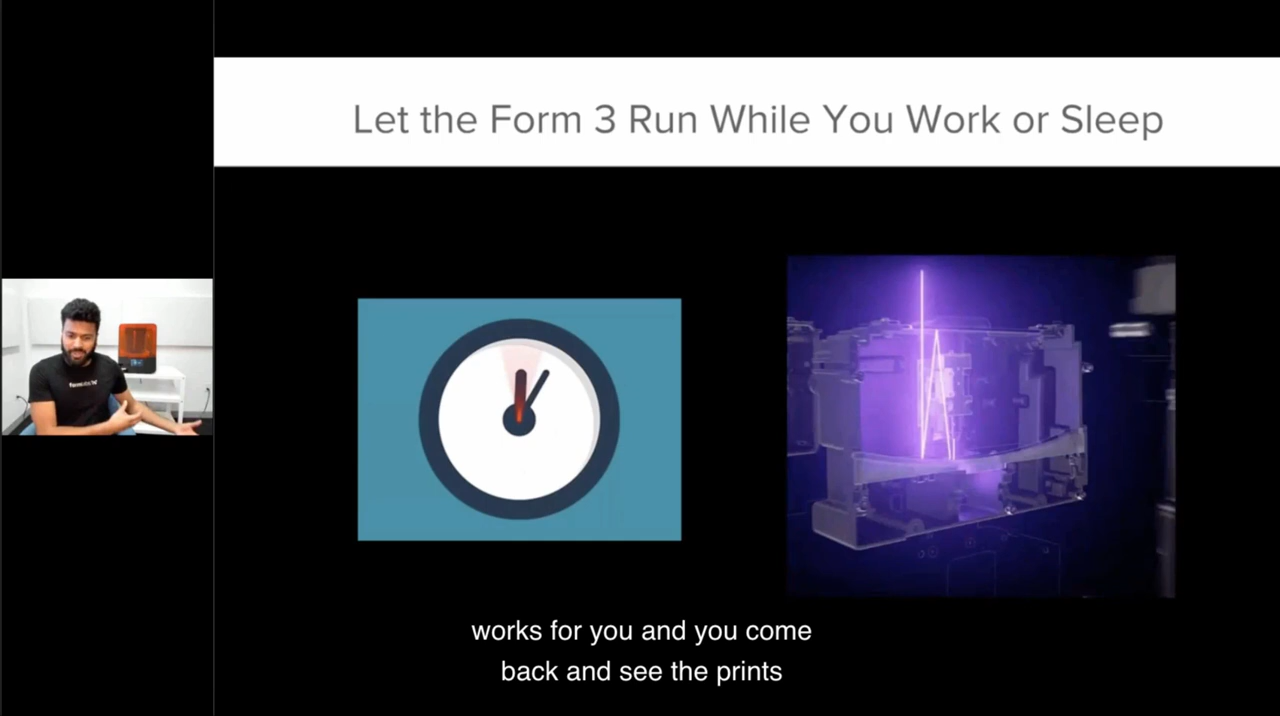 Let the Form 3 Run While You Work or Sleep
works for you and you come
back and see the prints